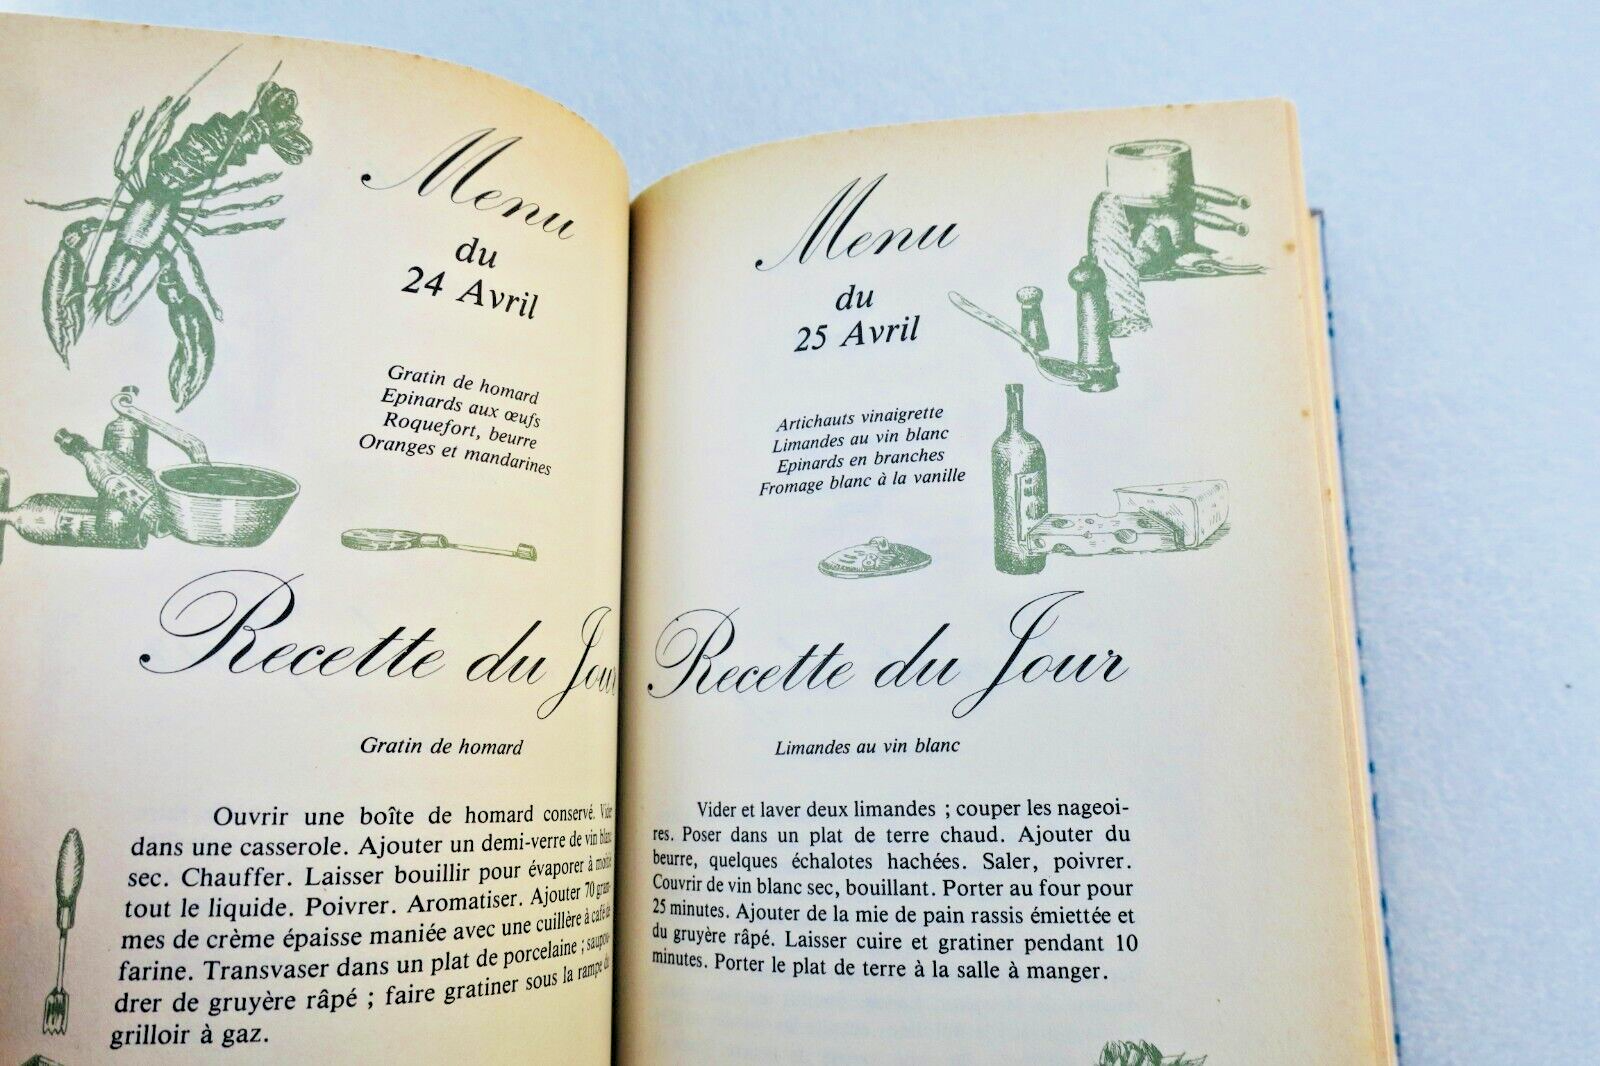 Menu
du
24 Avril
Gratin de homard
Epinards aux œufs
Roquefort, beurre
Oranges et mandarines
Recette du Jour
Gratin de homard
Ouvrir une boîte de homard conservé. Vider
dans une casserole. Ajouter un demi-verre de vin blanc
sec. Chauffer. Laisser bouillir pour évaporer à moitié
tout le liquide. Poivrer. Aromatiser. Ajouter 70 gram-
mes de crème épaisse maniée avec une cuillère à café de
farine. Transvaser dans un plat de porcelaine ; saupou-
drer de gruyère râpé ; faire gratiner sous la rampe du
grilloir à gaz.
Menu
du
25 Avril
Artichauts vinaigrette
Limandes au vin blanc
Epinards en branches
Fromage blanc à la vanille
Recette du Jour
Limandes au vin blanc
Vider et laver deux limandes ; couper les nageoi-
res. Poser dans un plat de terre chaud. Ajouter du
beurre, quelques échalotes hachées. Saler, poivrer.
Couvrir de vin blanc sec, bouillant. Porter au four pour
25 minutes. Ajouter de la mie de pain rassis émiettée et
du gruyère râpé. Laisser cuire et gratiner pendant 10
minutes. Porter le plat de terre à la salle à manger.